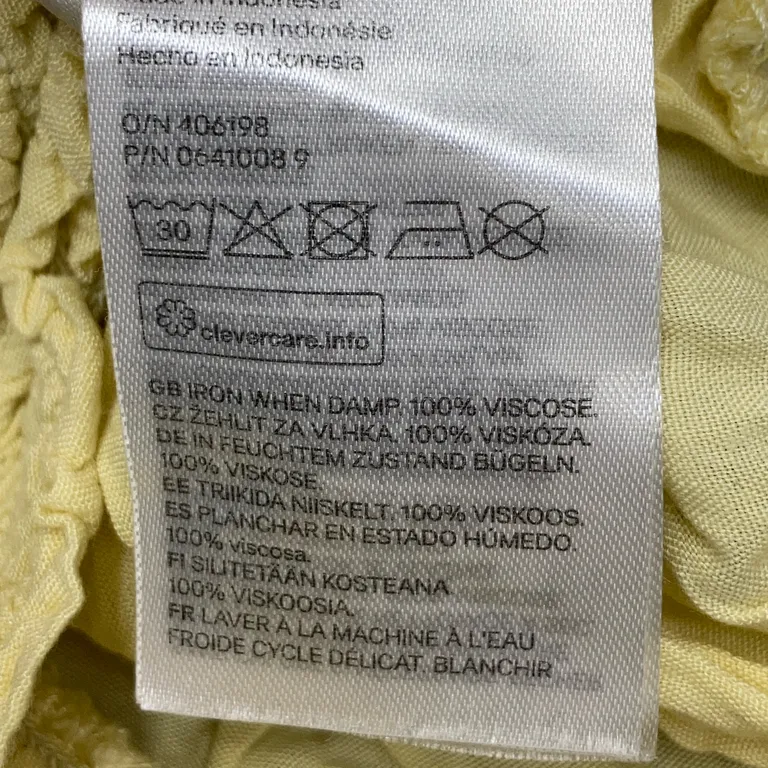 Made in Indonesia
Fabriqué en Indonésie
Hecho en Indonesia
O/N 406198
P/N 0641008 9
30
clevercare.info
GB IRON WHEN DAMP. 100% VISCOSE.
CZ ŽEHLIT ZA VLHKA. 100% VISKÓZA.
DE IN FEUCHTEM ZUSTAND BÜGELN.
100% VISKOSE.
EE TRIIKIDA NIISKELT. 100% VISKOOS.
ES PLANCHAR EN ESTADO HÚMEDO.
100% viscosa.
FI SILITETÄÄN KOSTEANA
100% VISKOOSIA.
FR LAVER À LA MACHINE À L'EAU
FROIDE CYCLE DÉLICAT. BLANCHIR